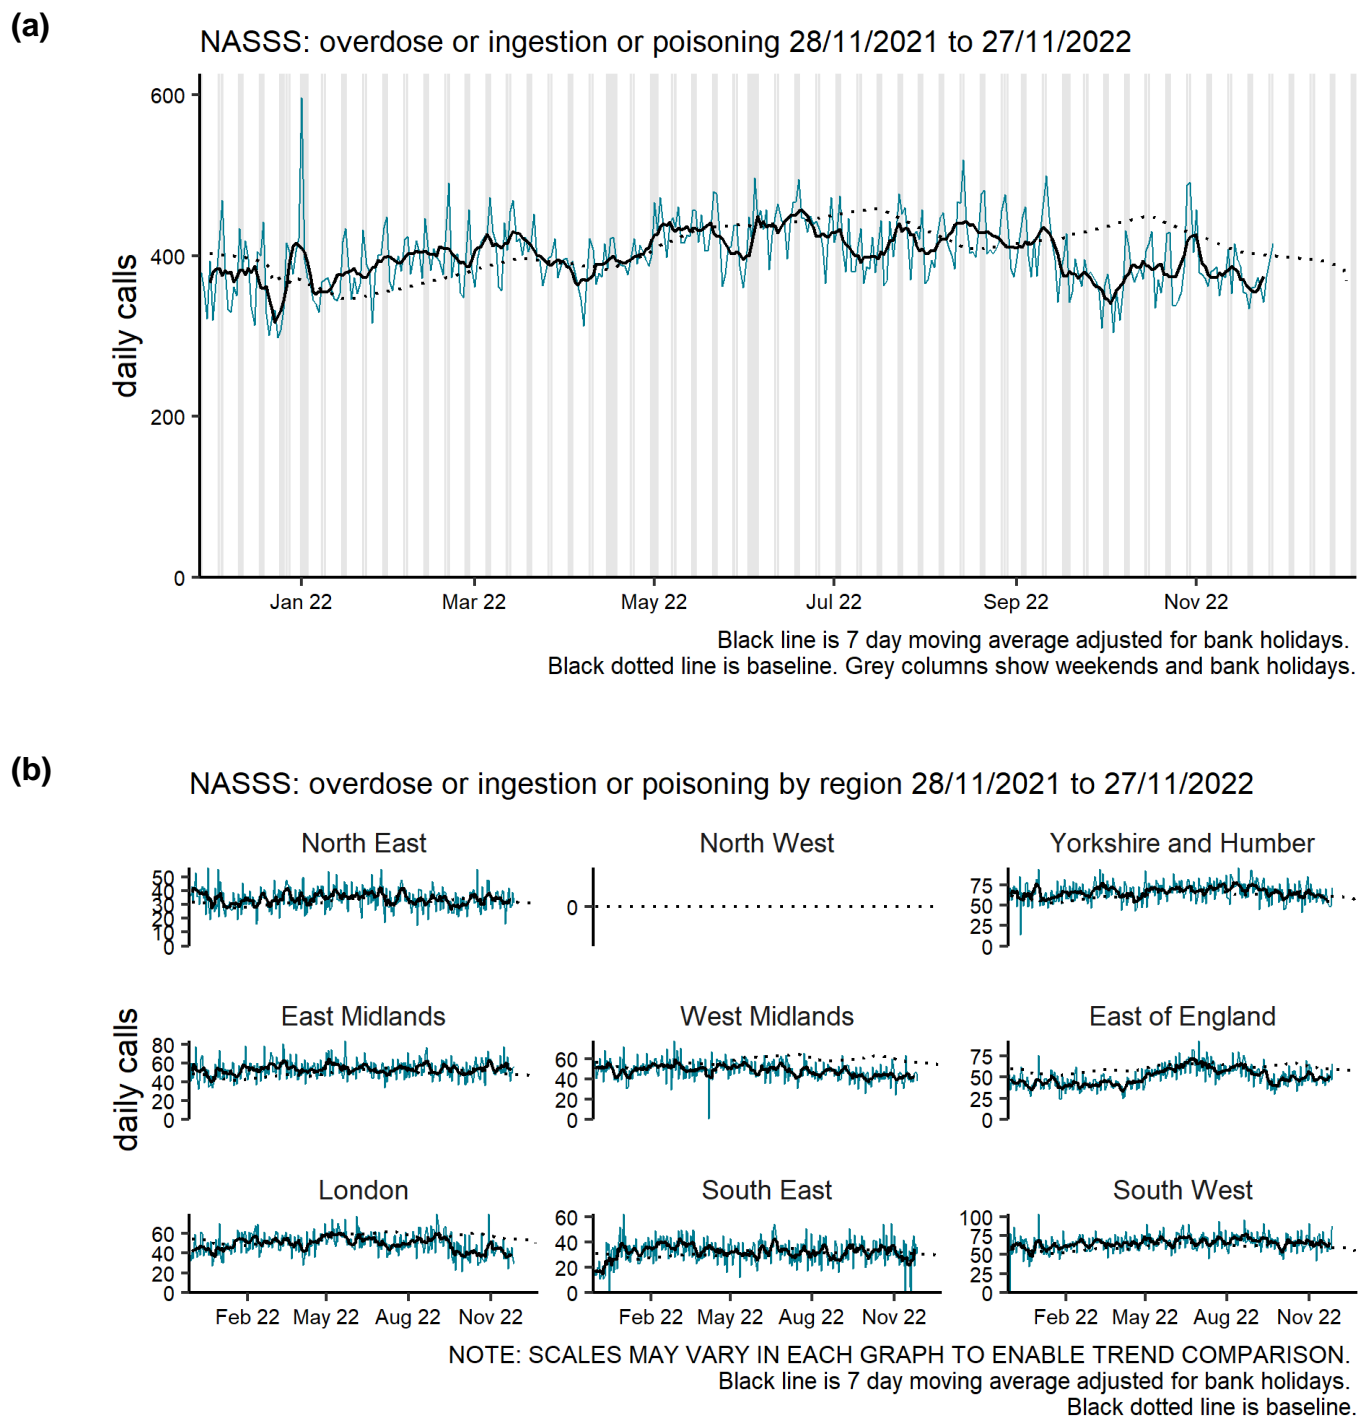 (a)
NASSS: overdose or ingestion or poisoning 28/11/2021 to 27/11/2022
daily calls
600
400
200
0
Jan 22 Mar 22 May 22 Jul 22 Sep 22 Nov 22
Black line is 7 day moving average adjusted for bank holidays.
Black dotted line is baseline. Grey columns show weekends and bank holidays.
(b)
NASSS: overdose or ingestion or poisoning by region 28/11/2021 to 27/11/2022
daily calls
North East North West Yorkshire and Humber
50
40
30
20
10
0
0
75
50
25
0
East Midlands West Midlands East of England
80
60
40
20
0
60
40
20
0
75
50
25
0
London South East South West
60
40
20
0
60
40
20
0
100
75
50
25
0
Feb 22 May 22 Aug 22 Nov 22 Feb 22 May 22 Aug 22 Nov 22 Feb 22 May 22 Aug 22 Nov 22
NOTE: SCALES MAY VARY IN EACH GRAPH TO ENABLE TREND COMPARISON.
Black line is 7 day moving average adjusted for bank holidays.
Black dotted line is baseline.